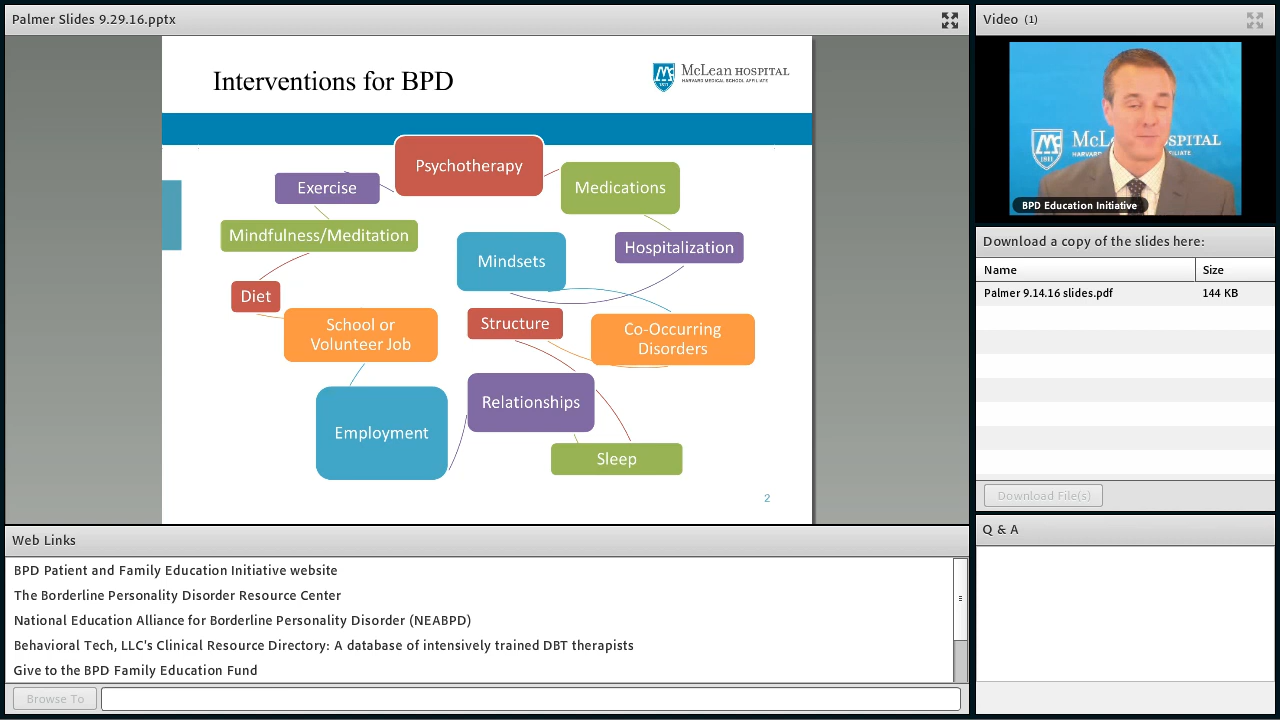 Palmer Slides 9.29.16.pptx
Interventions for BPD
McLean HOSPITAL
HARVARD MEDICAL SCHOOL AFFILIATE
Psychotherapy
Exercise
Medications
Mindfulness/Meditation
Hospitalization
Mindsets
Diet
School or
Volunteer Job
Structure
Co-Occurring
Disorders
Relationships
Employment
Sleep
2
Web Links
BPD Patient and Family Education Initiative website
The Borderline Personality Disorder Resource Center
National Education Alliance for Borderline Personality Disorder (NEABPD)
Behavioral Tech, LLC's Clinical Resource Directory: A database of intensively trained DBT therapists
Give to the BPD Family Education Fund
Browse To
Video (1)
BPD Education Initiative
Download a copy of the slides here:
Name Size
Palmer 9.14.16 slides.pdf 144 KB
Download File(s)
Q & A